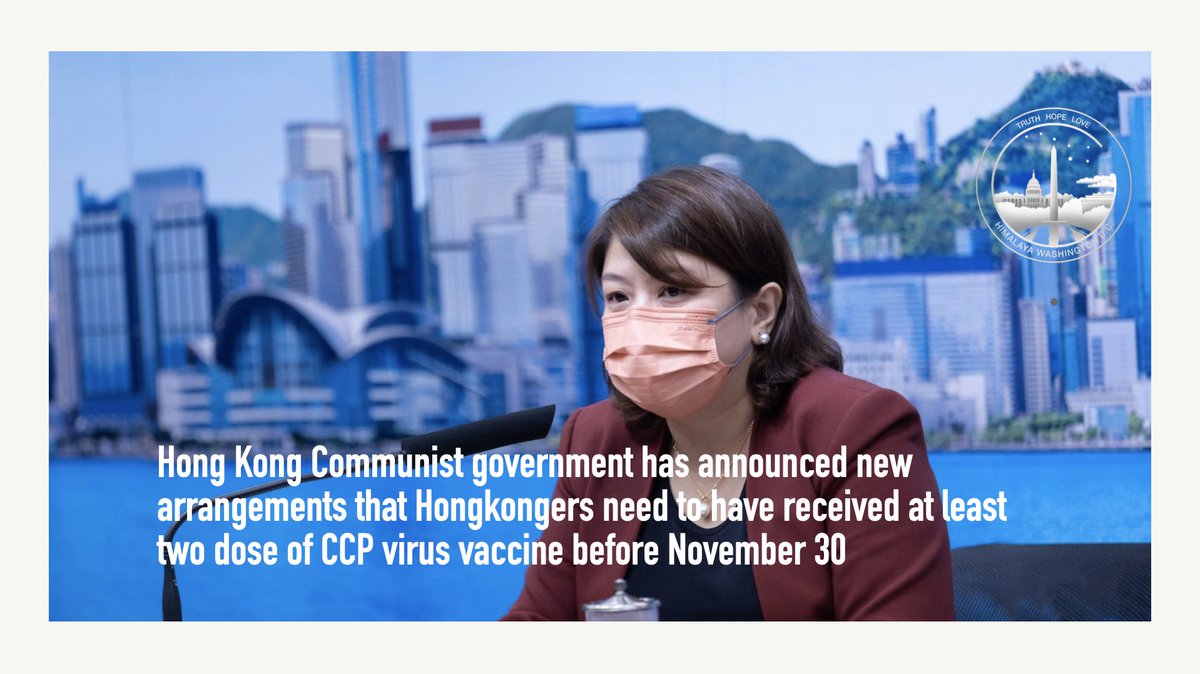 TRUTH HOPE LOVE
HIMALAYA WASHINGTON D.C.
Hong Kong Communist government has announced new
arrangements that Hongkongers need to have received at least
two dose of CCP virus vaccine before November 30